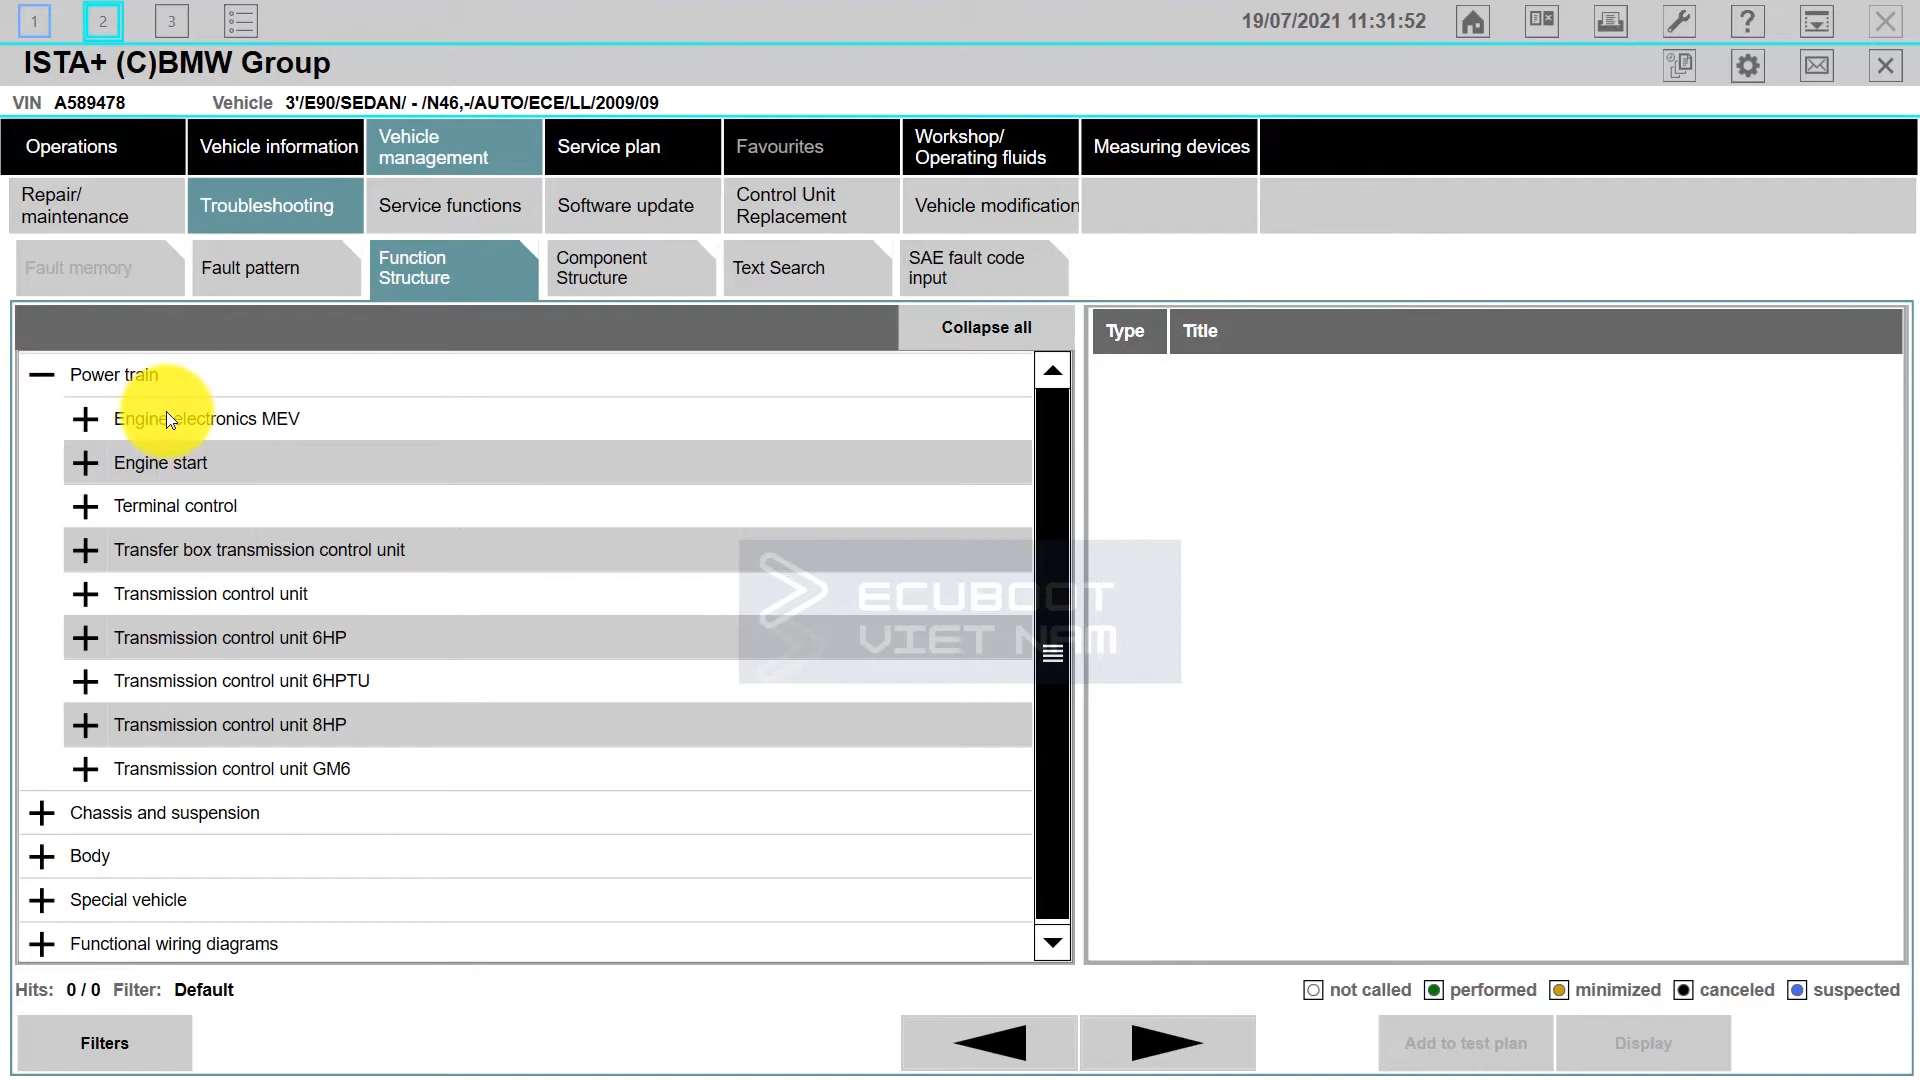 1 2 3 19/07/2021 11:31:52 ?
ISTA+ (C)BMW Group
VIN A589478 Vehicle 3'/E90/SEDAN/ - /N46,-/AUTO/ECE/LL/2009/09
Operations Vehicle information Vehicle management Service plan Favourites Workshop/ Operating fluids Measuring devices
Repair/ maintenance Troubleshooting Service functions Software update Control Unit Replacement Vehicle modification
Fault memory Fault pattern Function Structure Component Structure Text Search SAE fault code input
Collapse all Type Title
Power train
Engine electronics MEV
Engine start
Terminal control
Transfer box transmission control unit
Transmission control unit
Transmission control unit 6HP
Transmission control unit 6HPTU
Transmission control unit 8HP
Transmission control unit GM6
Chassis and suspension
Body
Special vehicle
Functional wiring diagrams
ECUBOOT
VIET NAM
Hits: 0 / 0 Filter: Default not called performed minimized canceled suspected
Filters Add to test plan Display